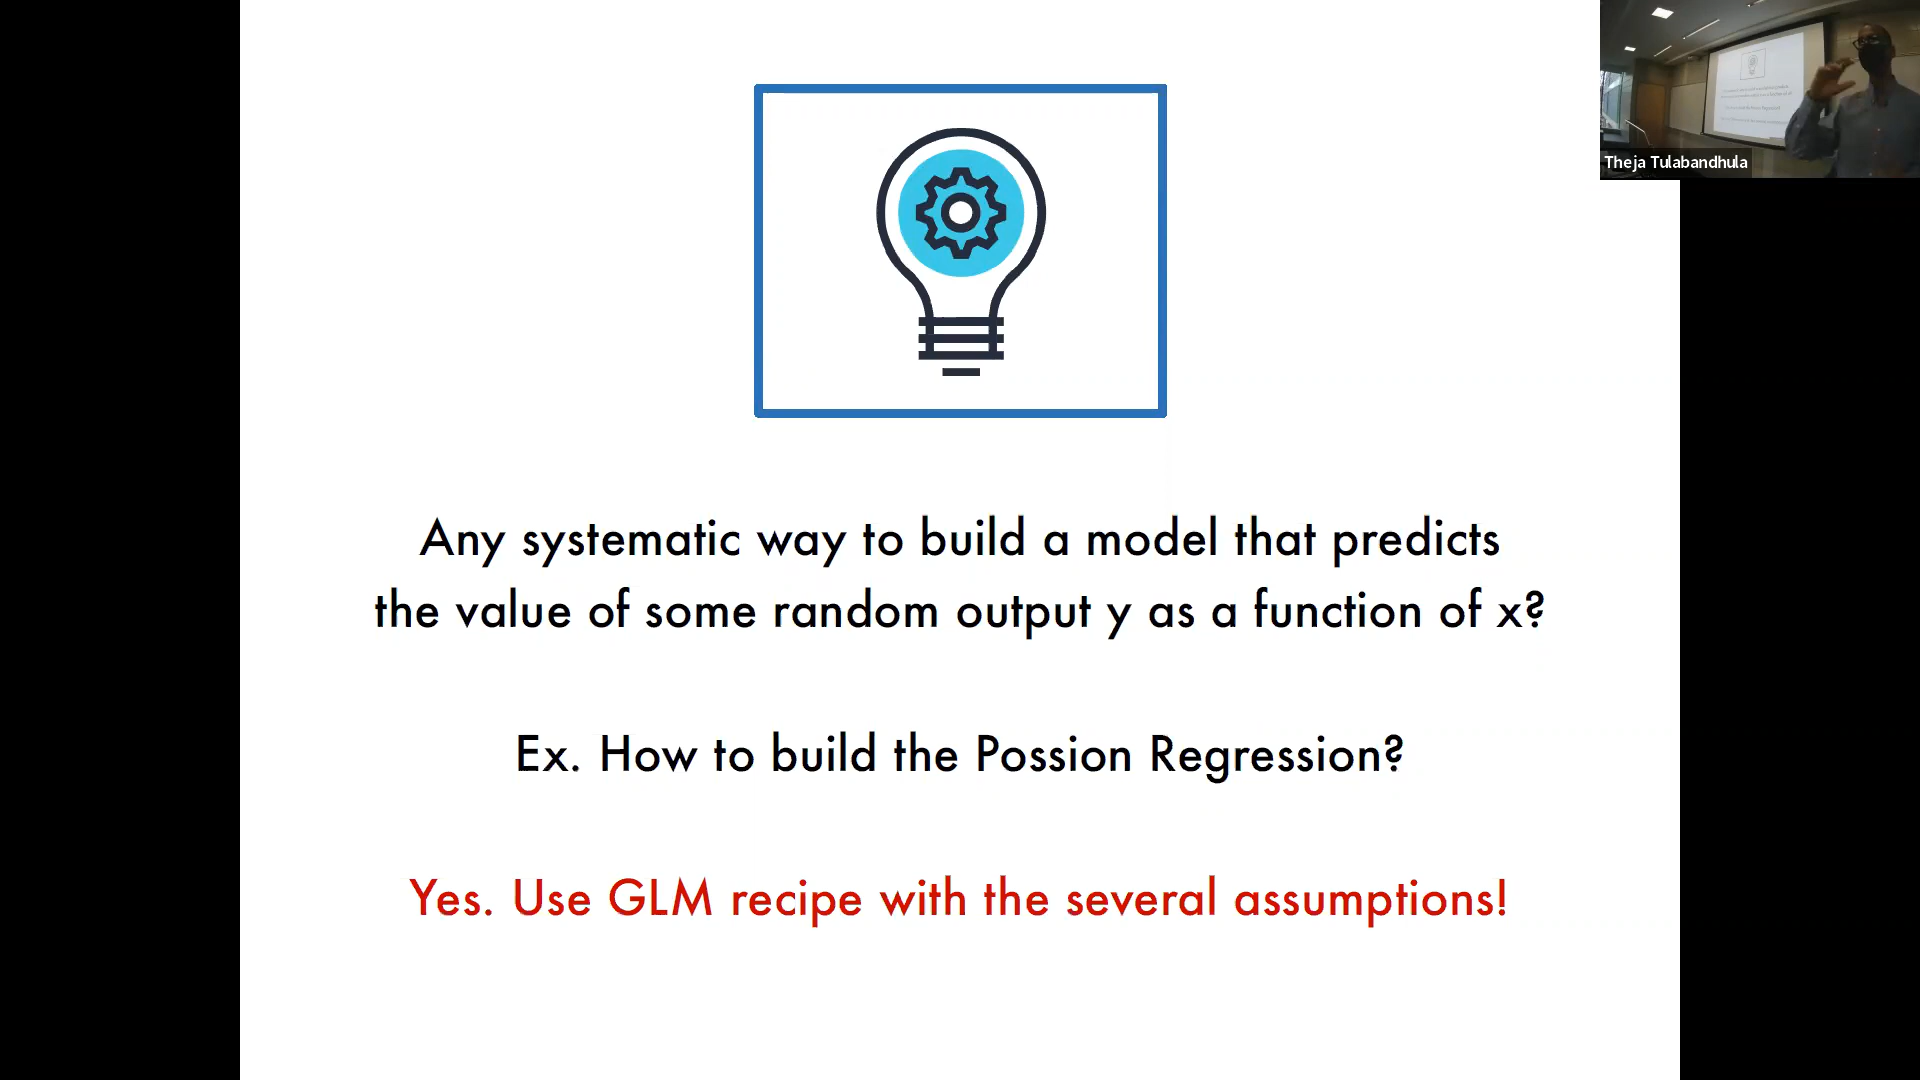 Theja Tulabandhula
Any systematic way to build a model that predicts
the value of some random output y as a function of x?
Ex. How to build the Possion Regression?
Yes. Use GLM recipe with the several assumptions!